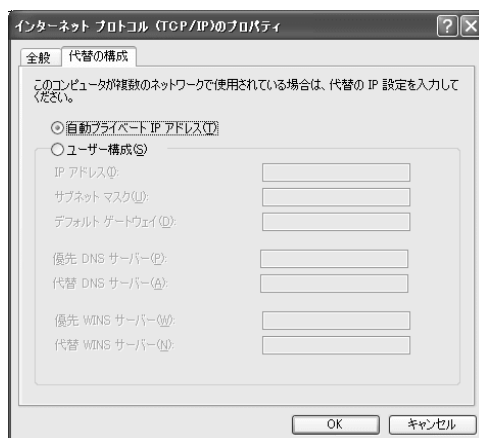 インターネット プロトコル (TCP/IP)のプロパティ
全般
代替の構成
このコンピュータが複数のネットワークで使用されている場合は、代替の IP 設定を入力して
ください。
自動プライベート IP アドレス(T)
ユーザー構成(S)
IP アドレス(I):
サブネット マスク(U):
デフォルト ゲートウェイ(D):
優先 DNS サーバー(P):
代替 DNS サーバー(A):
優先 WINS サーバー(W):
代替 WINS サーバー(N):
OK
キャンセル